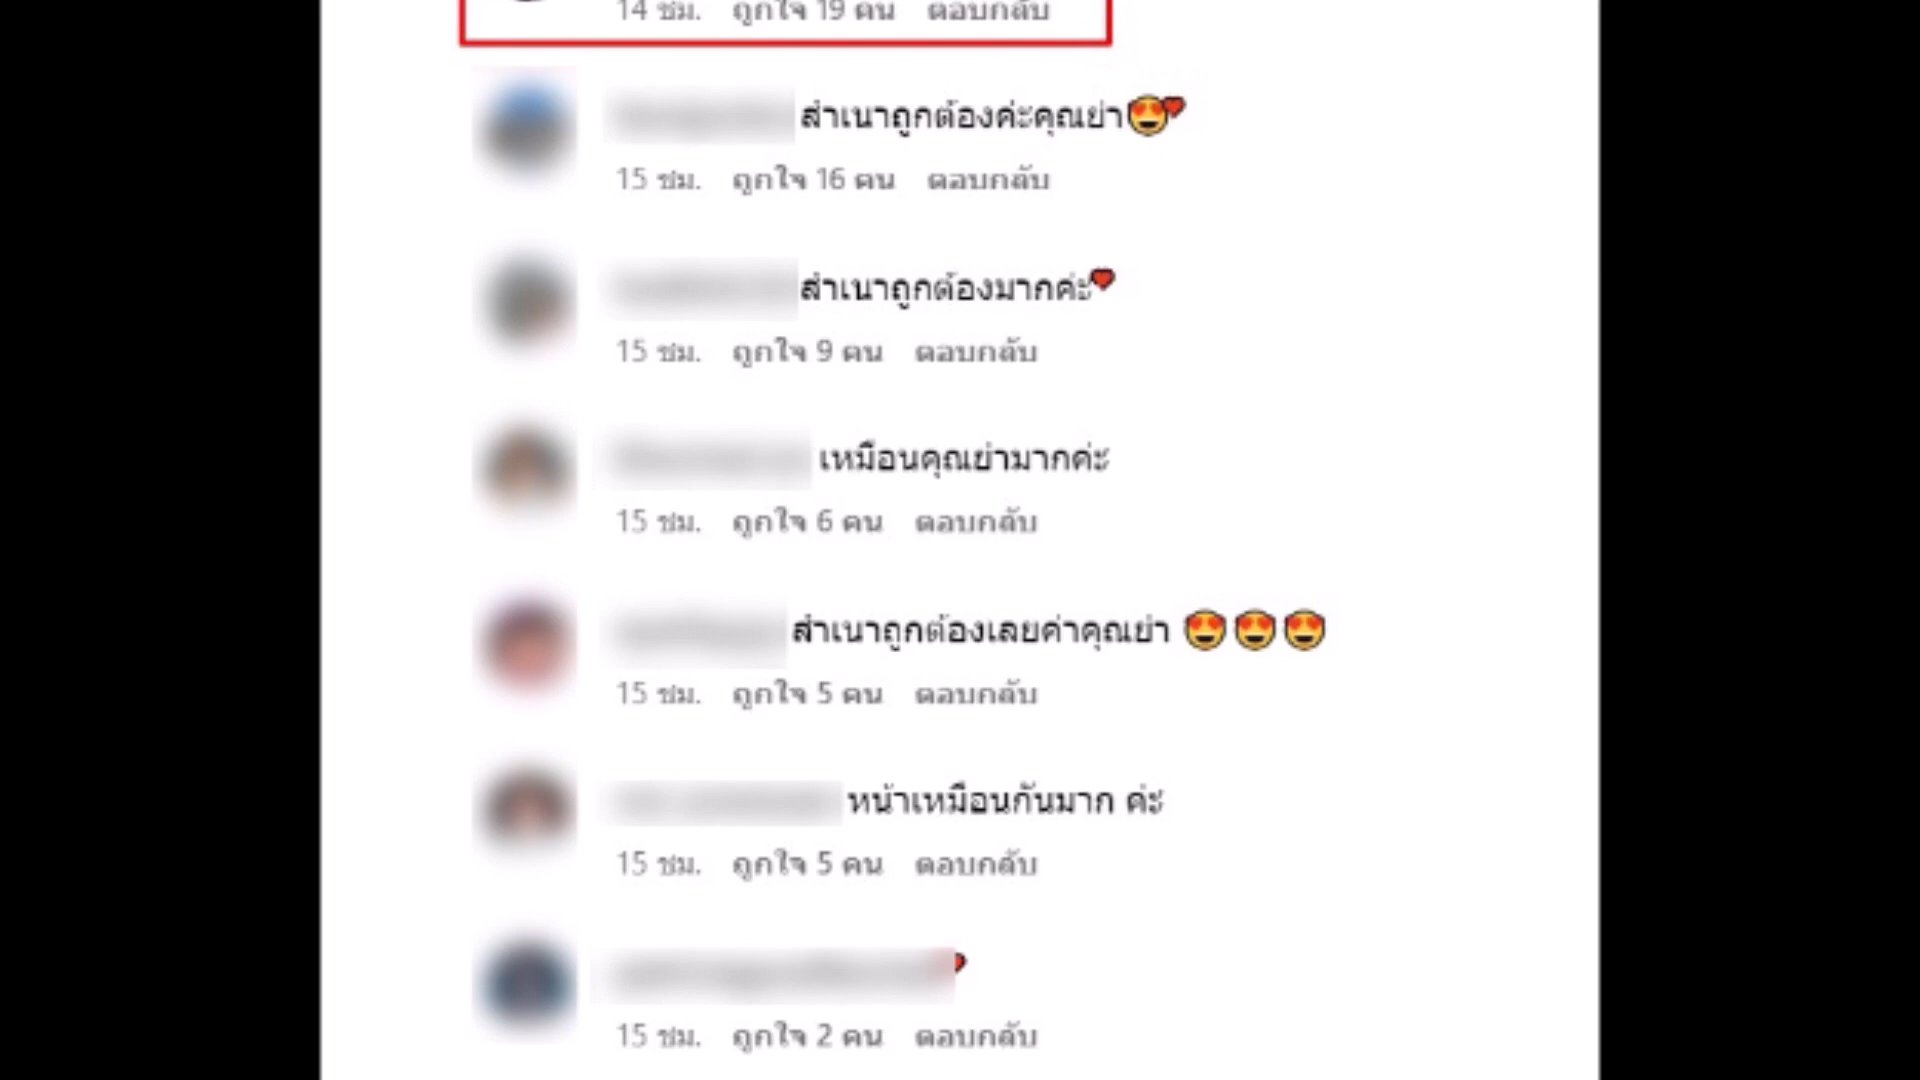 14 ชม. ถูกใจ 19 คน ตอบกลับ
สำเนาถูกต้องค่ะคุณย่า😍❤
15 ชม. ถูกใจ 16 คน ตอบกลับ
สำเนาถูกต้องมากค่ะ❤
15 ชม. ถูกใจ 9 คน ตอบกลับ
เหมือนคุณย่ามากค่ะ
15 ชม. ถูกใจ 6 คน ตอบกลับ
สำเนาถูกต้องเลยค่าคุณย่า 😍😍😍
15 ชม. ถูกใจ 5 คน ตอบกลับ
หน้าเหมือนกันมาก ค่ะ
15 ชม. ถูกใจ 5 คน ตอบกลับ
❤
15 ชม. ถูกใจ 2 คน ตอบกลับ